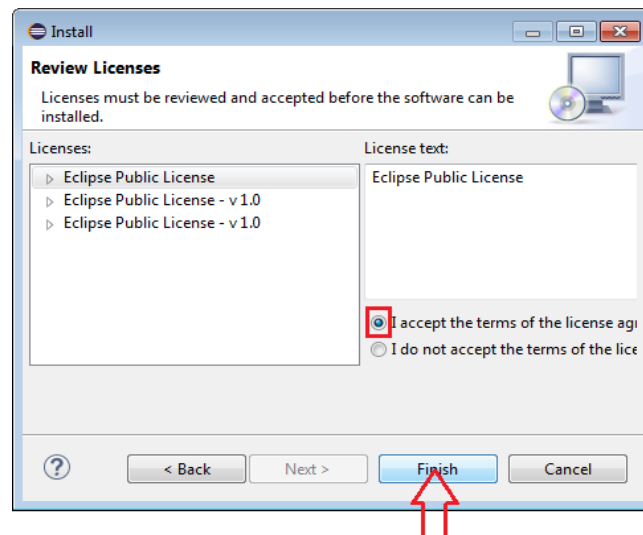 Install
Review Licenses
Licenses must be reviewed and accepted before the software can be
installed.
Licenses:
License text:
Eclipse Public License
Eclipse Public License - v 1.0
Eclipse Public License - v 1.0
Eclipse Public License
I accept the terms of the license agr
I do not accept the terms of the lice
?
< Back
Next >
Finish
Cancel